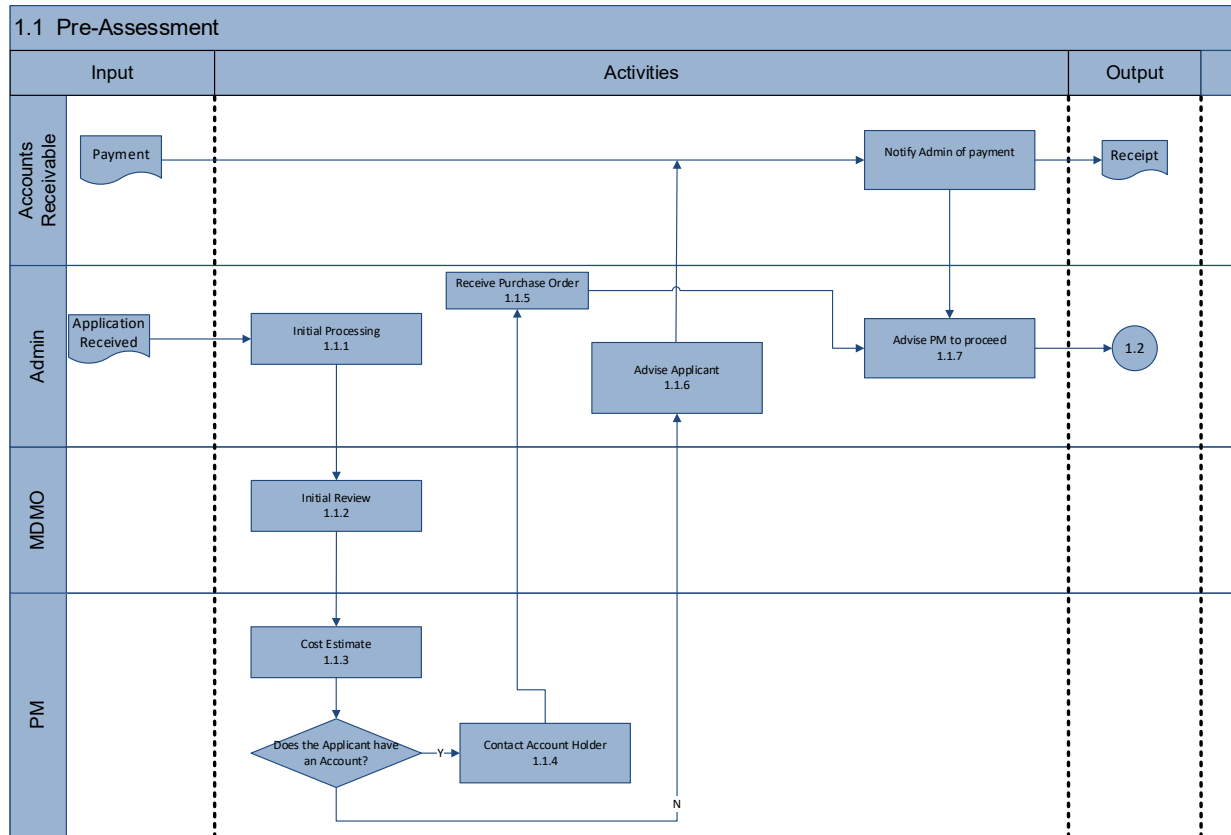 1.1 Pre-Assessment
Input
Activities
Output
Accounts
Receivable
Payment
Notify Admin of payment
Receipt
Admin
Application
Received
Initial Processing
1.1.1
Receive Purchase Order
1.1.5
Advise Applicant
1.1.6
Advise PM to proceed
1.1.7
1.2
MDMO
Initial Review
1.1.2
PM
Cost Estimate
1.1.3
Does the Applicant have
an Account?
Y
Contact Account Holder
1.1.4
N